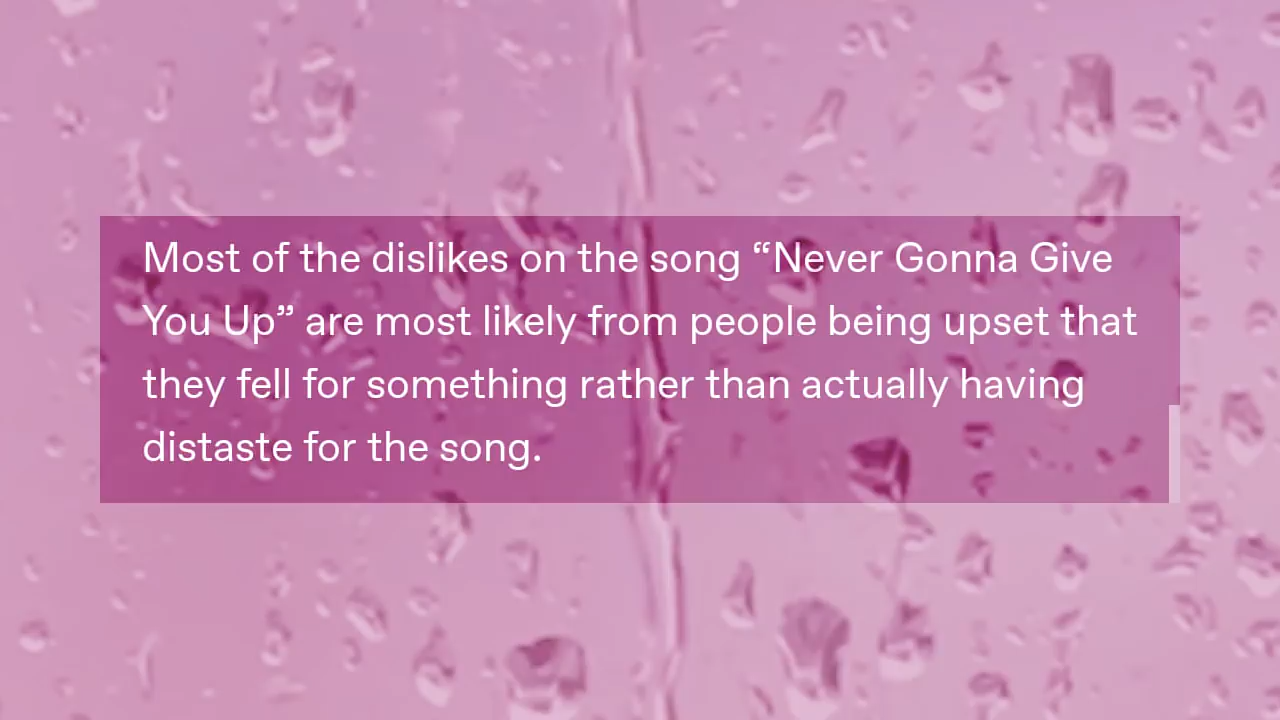 Most of the dislikes on the song “Never Gonna Give
You Up” are most likely from people being upset that
they fell for something rather than actually having
distaste for the song.